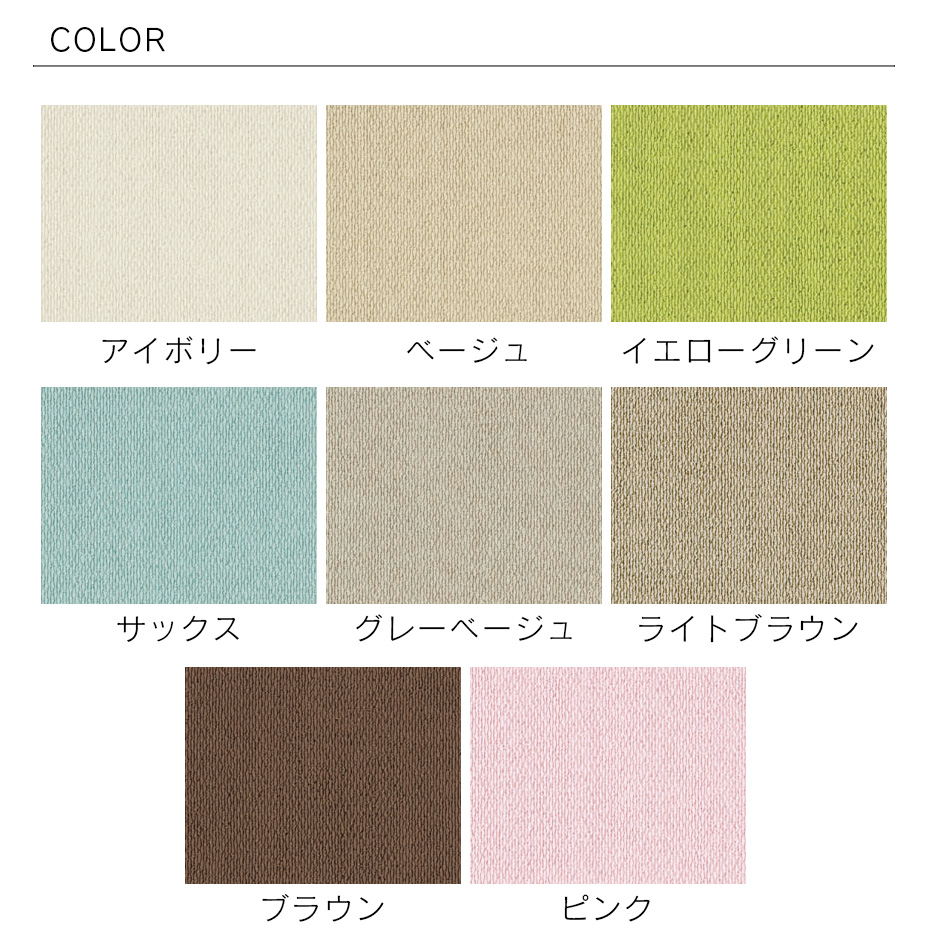 COLOR
アイボリー
ベージュ
イエローグリーン
サックス
グレーベージュ
ライトブラウン
ブラウン
ピンク